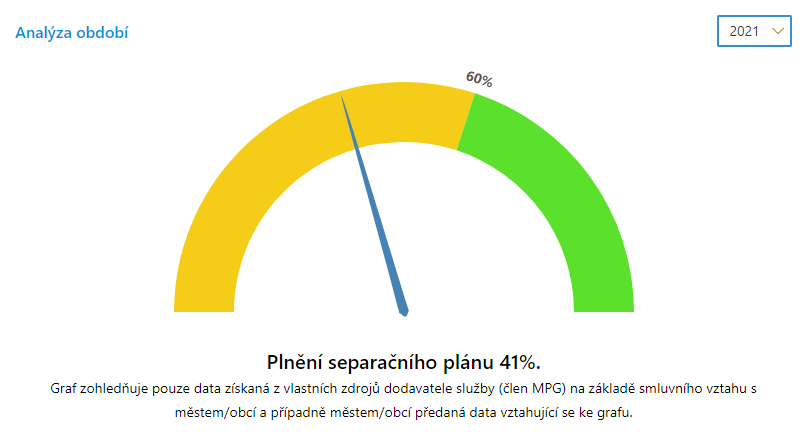 Analýza období
2021
60%
Plnění separačního plánu 41%.
Graf zohledňuje pouze data získaná z vlastních zdrojů dodavatele služby (člen MPG) na základě smluvního vztahu s
městem/obcí a případně městem/obcí předaná data vztahující se ke grafu.